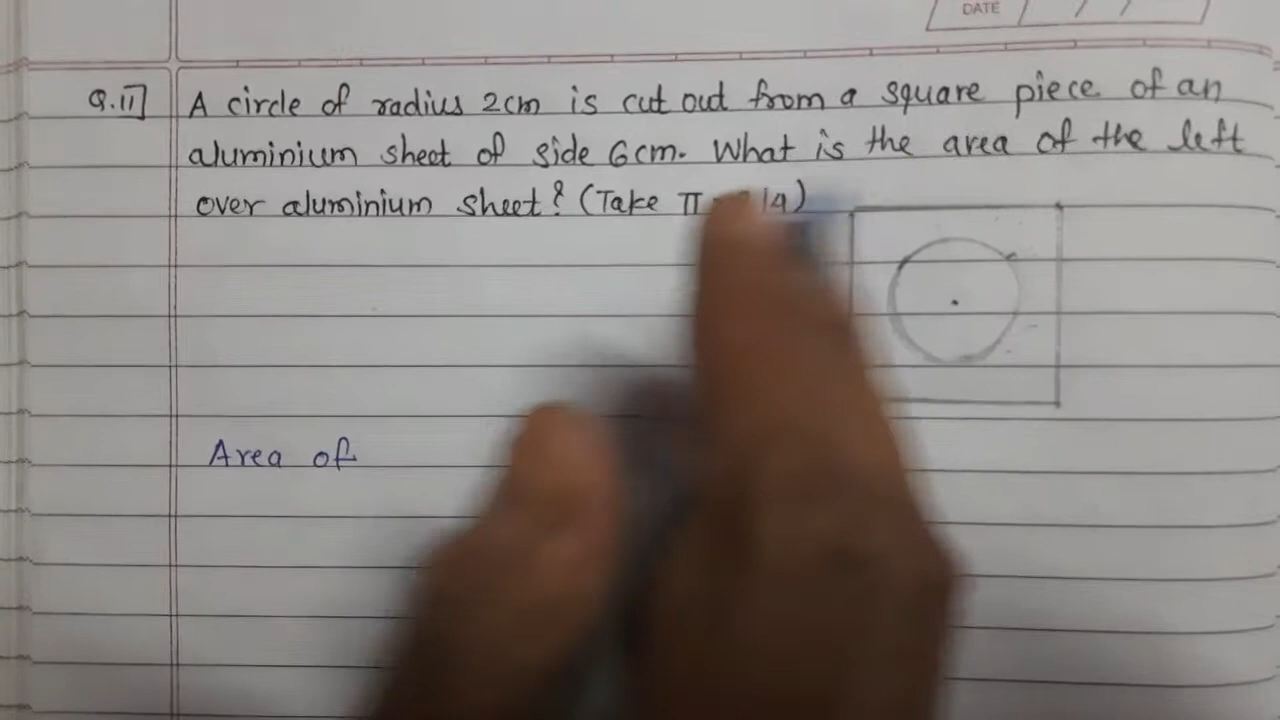 DATE
Q.11] A circle of radius 2cm is cut out from a square piece of an
aluminium sheet of side 6cm. What is the area of the left
over aluminium sheet? (Take π 14)
Area of